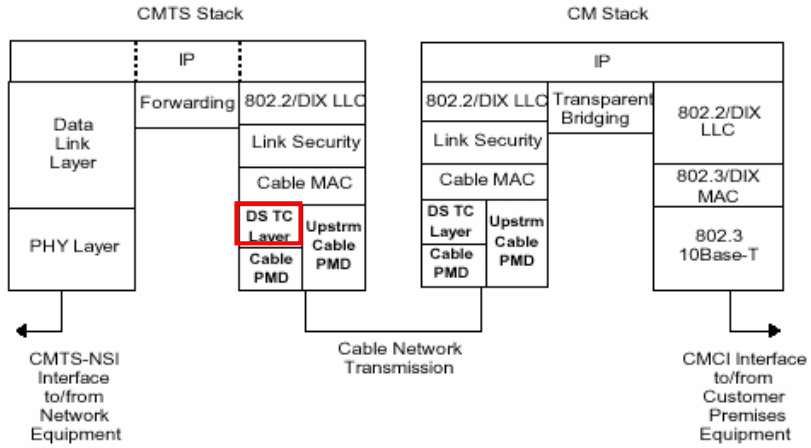 CMTS Stack
CM Stack
IP
IP
Data
Link
Layer
Forwarding
802.2/DIX LLC
Link Security
Cable MAC
PHY Layer
DS TC
Layer
Cable
PMD
Upstrm
Cable
PMD
802.2/DIX LLC
Link Security
Cable MAC
DS TC
Layer
Cable
PMD
Upstrm
Cable
PMD
Transparent
Bridging
802.2/DIX
LLC
802.3/DIX
MAC
802.3
10Base-T
CMTS-NSI
Interface
to/from
Network
Equipment
Cable Network
Transmission
CMCI Interface
to/from
Customer
Premises
Equipment